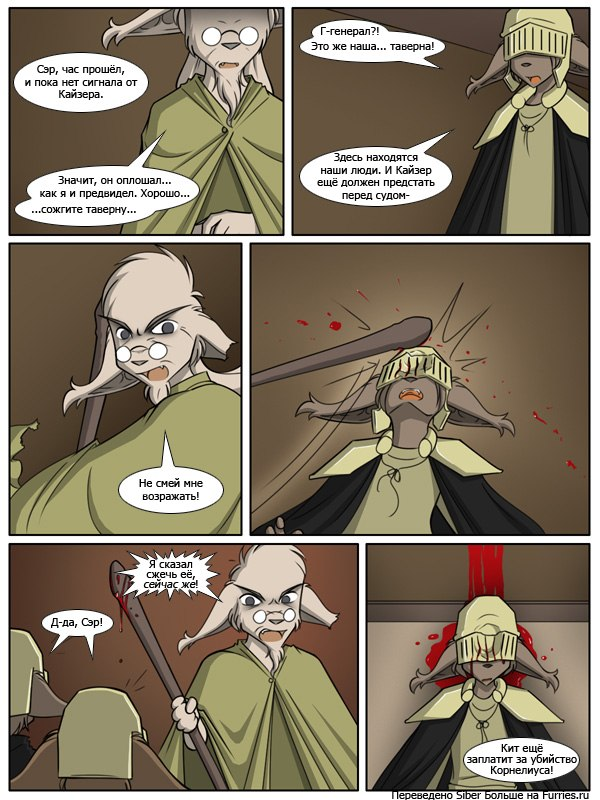 Сэр, час прошёл,
и пока нет сигнала от
Кайзера.
Значит, он оплошал...
как я и предвидел. Хорошо...
...сожгите таверну...
Г-генерал?!
Это же наша... таверна!
Здесь находятся
наши люди. И Кайзер
ещё должен предстать
перед судом-
Не смей мне
возражать!
Я сказал
сжечь её,
сейчас же!
Д-да, Сэр!
Кит ещё
заплатит за убийство
Корнелиуса!
Переведено Siber Больше на Furries.ru